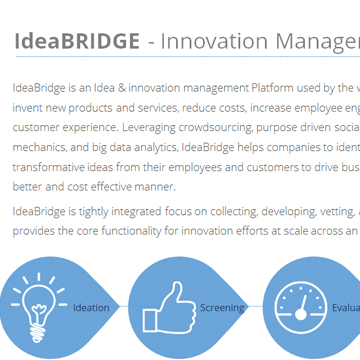 IdeaBRIDGE - Innovation Manage
IdeaBridge is an Idea & innovation management Platform used by the
invent new products and services, reduce costs, increase employee en
customer experience. Leveraging crowdsourcing, purpose driven socia
mechanics, and big data analytics, IdeaBridge helps companies to ident
transformative ideas from their employees and customers to drive bus
better and cost effective manner.
IdeaBridge is tightly integrated focus on collecting, developing, vetting,
provides the core functionality for innovation efforts at scale across an
Ideation
Screening
Evalua